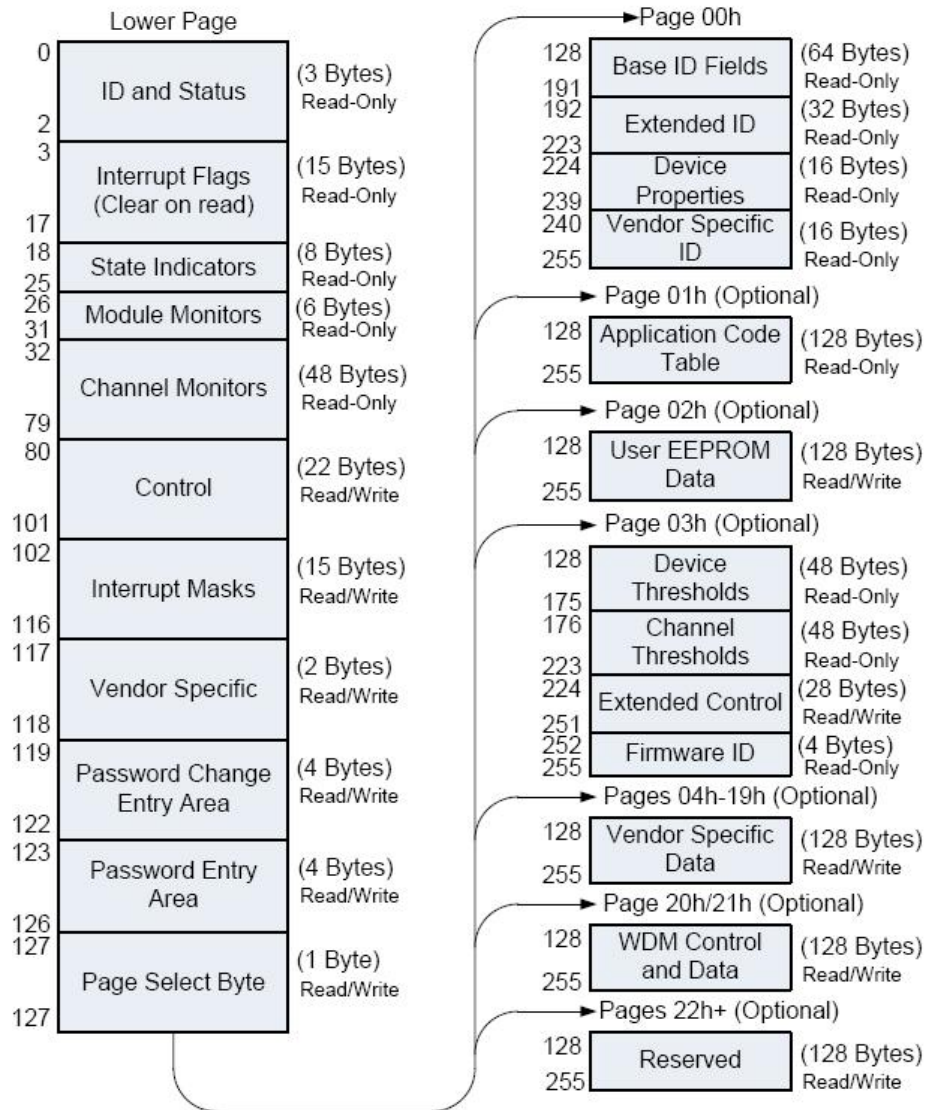 Lower Page
0
ID and Status
(3 Bytes)
Read-Only
2
3
Interrupt Flags
(Clear on read)
(15 Bytes)
Read-Only
17
18
State Indicators
(8 Bytes)
Read-Only
25
26
Module Monitors
(6 Bytes)
Read-Only
31
32
Channel Monitors
(48 Bytes)
Read-Only
79
80
Control
(22 Bytes)
Read/Write
101
102
Interrupt Masks
(15 Bytes)
Read/Write
116
117
Vendor Specific
(2 Bytes)
Read/Write
118
119
Password Change
Entry Area
(4 Bytes)
Read/Write
122
123
Password Entry
Area
(4 Bytes)
Read/Write
126
127
Page Select Byte
(1 Byte)
Read/Write
127
Page 00h
128
Base ID Fields
(64 Bytes)
Read-Only
191
192
Extended ID
(32 Bytes)
Read-Only
223
224
Device
Properties
(16 Bytes)
Read-Only
239
240
Vendor Specific
ID
(16 Bytes)
Read-Only
255
Page 01h (Optional)
128
Application Code
Table
(128 Bytes)
Read-Only
255
Page 02h (Optional)
128
User EEPROM
Data
(128 Bytes)
Read/Write
255
Page 03h (Optional)
128
Device
Thresholds
(48 Bytes)
Read-Only
175
176
Channel
Thresholds
(48 Bytes)
Read-Only
223
224
Extended Control
(28 Bytes)
Read/Write
251
252
Firmware ID
(4 Bytes)
Read-Only
255
Pages 04h-19h (Optional)
128
Vendor Specific
Data
(128 Bytes)
Read/Write
255
Page 20h/21h (Optional)
128
WDM Control
and Data
(128 Bytes)
Read/Write
255
Pages 22h+ (Optional)
128
Reserved
(128 Bytes)
Read/Write
255